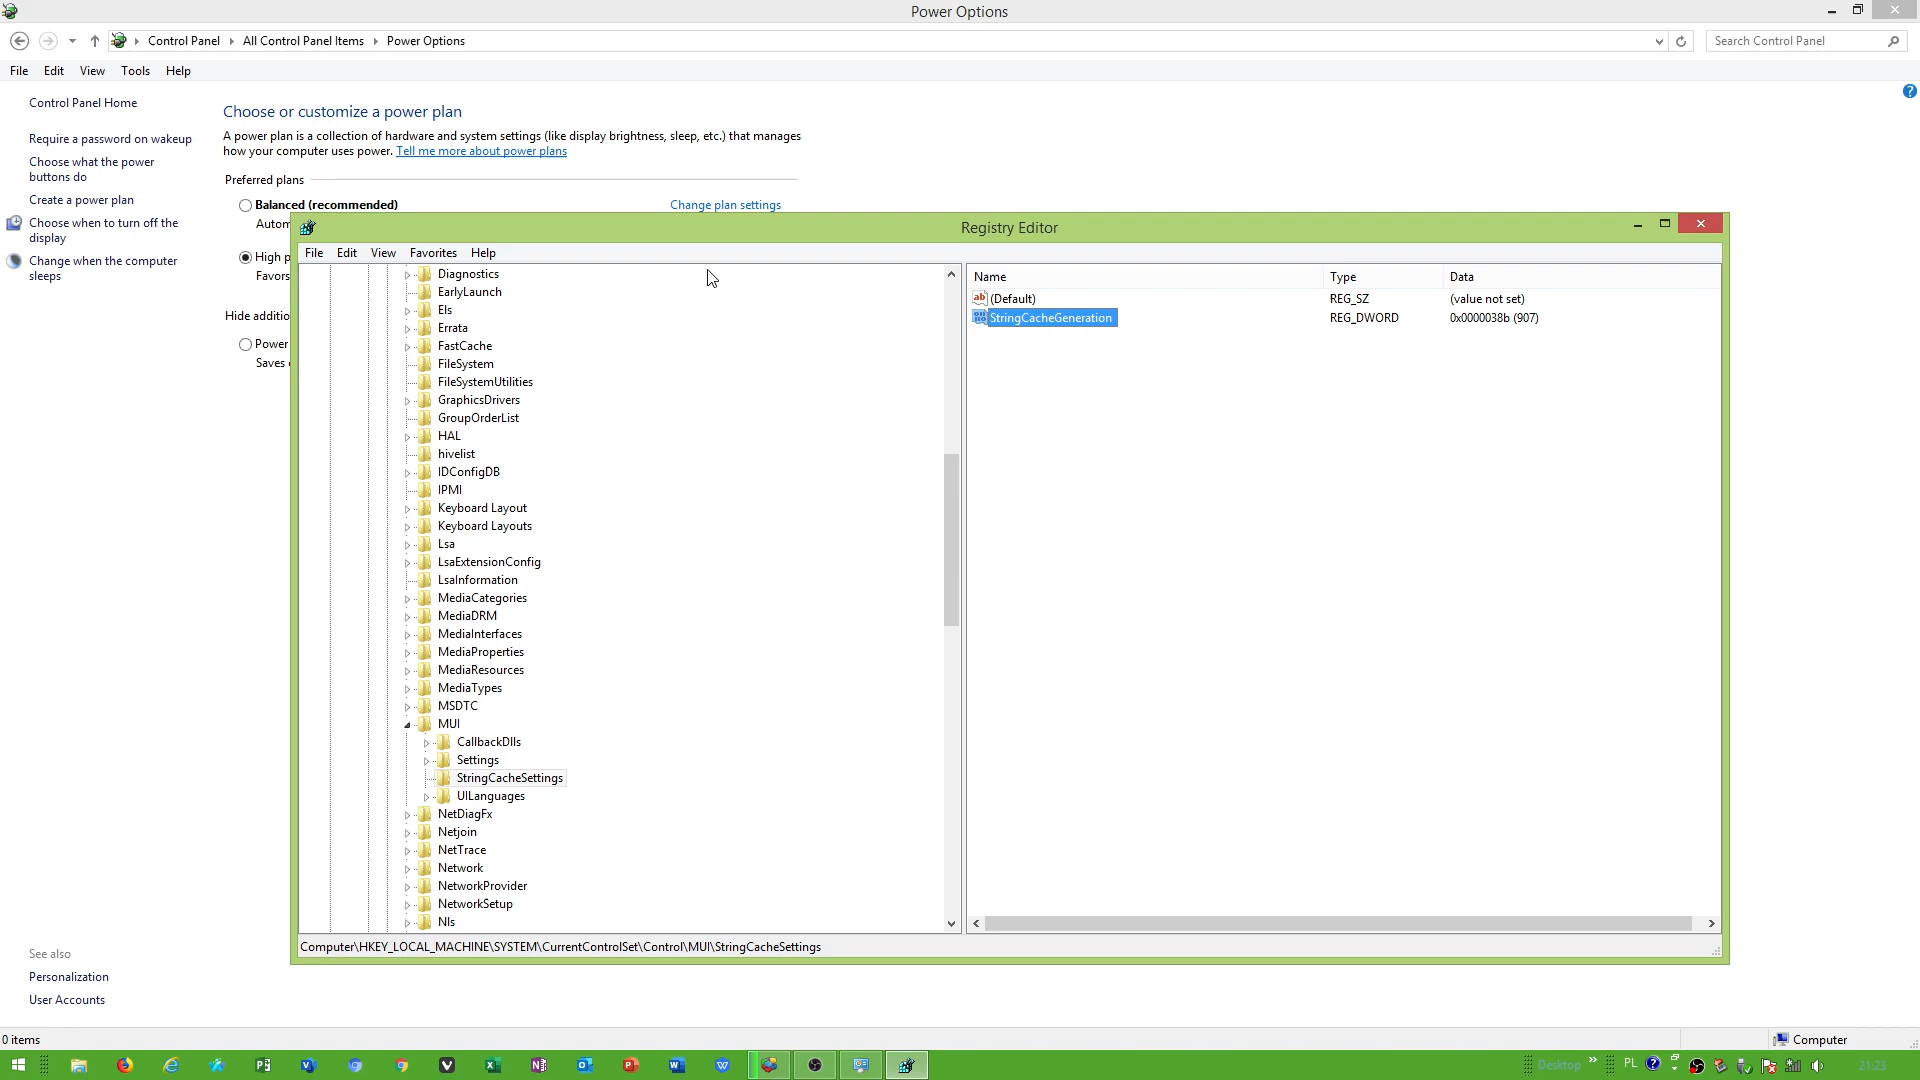 Power Options
Control Panel
All Control Panel Items
Power Options
Search Control Panel
File Edit View Tools Help
Control Panel Home
Require a password on wakeup
Choose what the power
buttons do
Create a power plan
Choose when to turn off the
display
Change when the computer
sleeps
Choose or customize a power plan
A power plan is a collection of hardware and system settings (like display brightness, sleep, etc.) that manages
how your computer uses power. Tell me more about power plans
Preferred plans
Balanced (recommended) Change plan settings
Autom
High p
Favors
Hide additio
Power
Saves
Registry Editor
File Edit View Favorites Help
Diagnostics
EarlyLaunch
Els
Errata
FastCache
FileSystem
FileSystemUtilities
GraphicsDrivers
GroupOrderList
HAL
hivelist
IDConfigDB
IPMI
Keyboard Layout
Keyboard Layouts
Lsa
LsaExtensionConfig
LsaInformation
MediaCategories
MediaDRM
MediaInterfaces
MediaProperties
MediaResources
MediaTypes
MSDTC
MUI
CallbackDlls
Settings
StringCacheSettings
UILanguages
NetDiagFx
Netjoin
NetTrace
Network
NetworkProvider
NetworkSetup
Nls
Name Type Data
(Default) REG_SZ (value not set)
StringCacheGeneration REG_DWORD 0x0000038b (907)
Computer\HKEY_LOCAL_MACHINE\SYSTEM\CurrentControlSet\Control\MUI\StringCacheSettings
See also
Personalization
User Accounts
0 items
Computer
Desktop
PL
21:23